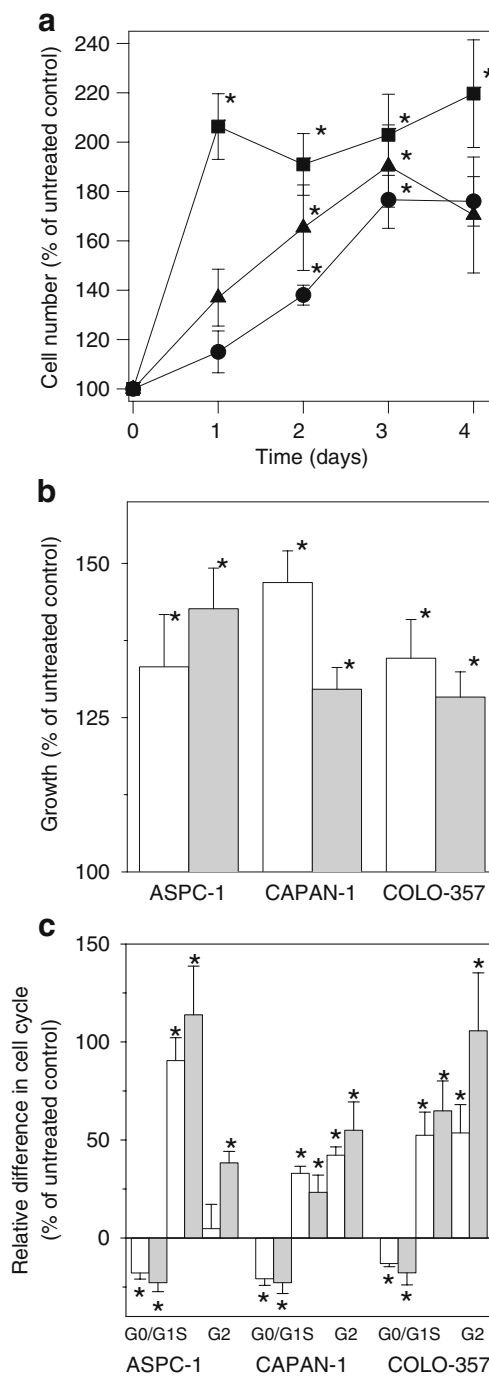 a
Cell number (% of untreated control)
240
220
200
180
160
140
120
100
* * * * * * * * *
0 1 2 3 4
Time (days)
b
Growth (% of untreated control)
150
125
100
* * * * * *
ASPC-1 CAPAN-1 COLO-357
c
Relative difference in cell cycle
(% of untreated control)
150
100
50
0
* * * * * * * * * * * * * * * * *
G0/G1S G2 G0/G1S G2 G0/G1S G2
ASPC-1 CAPAN-1 COLO-357